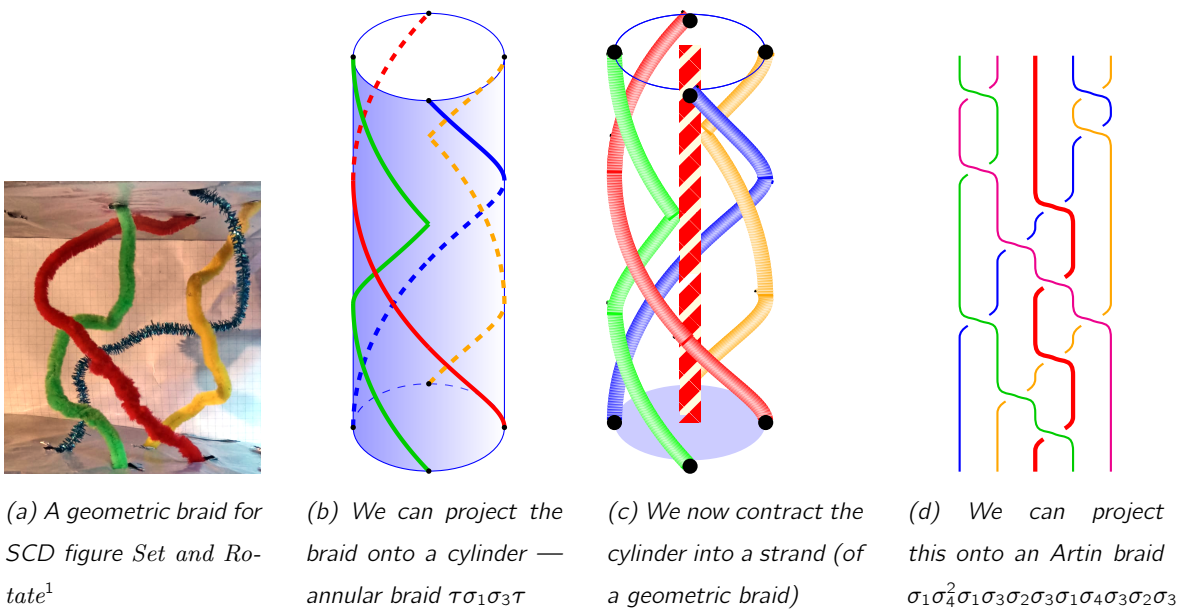 (a) A geometric braid for
SCD figure Set and Ro-
tate¹
(b) We can project the
braid onto a cylinder —
annular braid τσ₁σ₃τ
(c) We now contract the
cylinder into a strand (of
a geometric braid)
(d) We can project
this onto an Artin braid
σ₁σ₄²σ₁σ₃σ₂σ₃σ₁σ₄σ₃σ₂σ₃